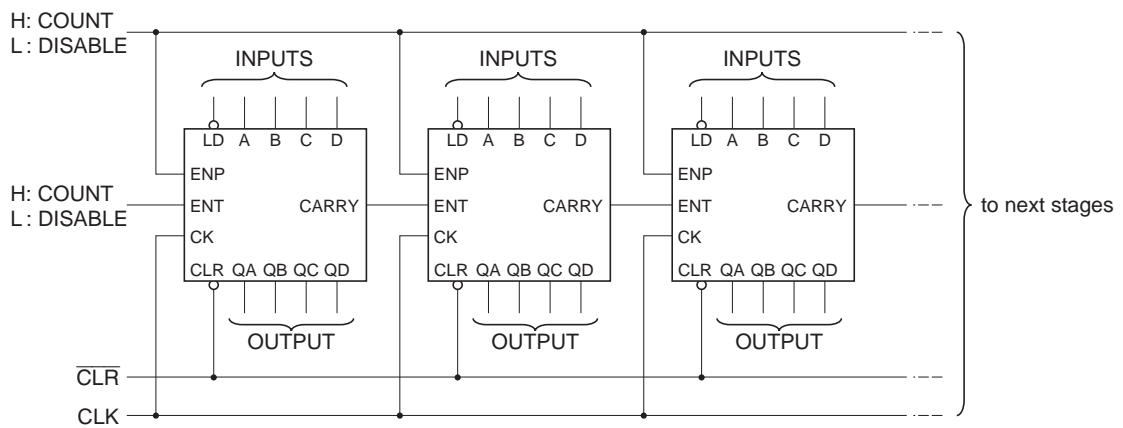 H: COUNT
L : DISABLE
INPUTS INPUTS INPUTS
LD A B C D LD A B C D LD A B C D
ENP ENP ENP
H: COUNT
L : DISABLE
ENT CARRY ENT CARRY ENT CARRY
to next stages
CK CK CK
CLR QA QB QC QD CLR QA QB QC QD CLR QA QB QC QD
OUTPUT OUTPUT OUTPUT
CLR
CLK